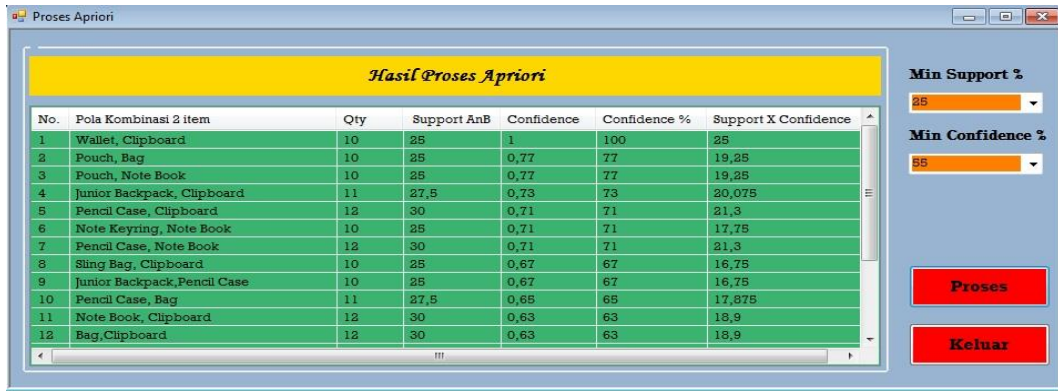 Proses Apriori
Hasil Proses Apriori
No. Pola Kombinasi 2 item Qty Support AnB Confidence Confidence % Support X Confidence
1 Wallet, Clipboard 10 25 1 100 25
2 Pouch, Bag 10 25 0,77 77 19,25
3 Pouch, Note Book 10 25 0,77 77 19,25
4 Junior Backpack, Clipboard 11 27,5 0,73 73 20,075
5 Pencil Case, Clipboard 12 30 0,71 71 21,3
6 Note Keyring, Note Book 10 25 0,71 71 17,75
7 Pencil Case, Note Book 12 30 0,71 71 21,3
8 Sling Bag, Clipboard 10 25 0,67 67 16,75
9 Junior Backpack,Pencil Case 10 25 0,67 67 16,75
10 Pencil Case, Bag 11 27,5 0,65 65 17,875
11 Note Book, Clipboard 12 30 0,63 63 18,9
12 Bag,Clipboard 12 30 0,63 63 18,9
Min Support %
25
Min Confidence %
55
Proses
Keluar